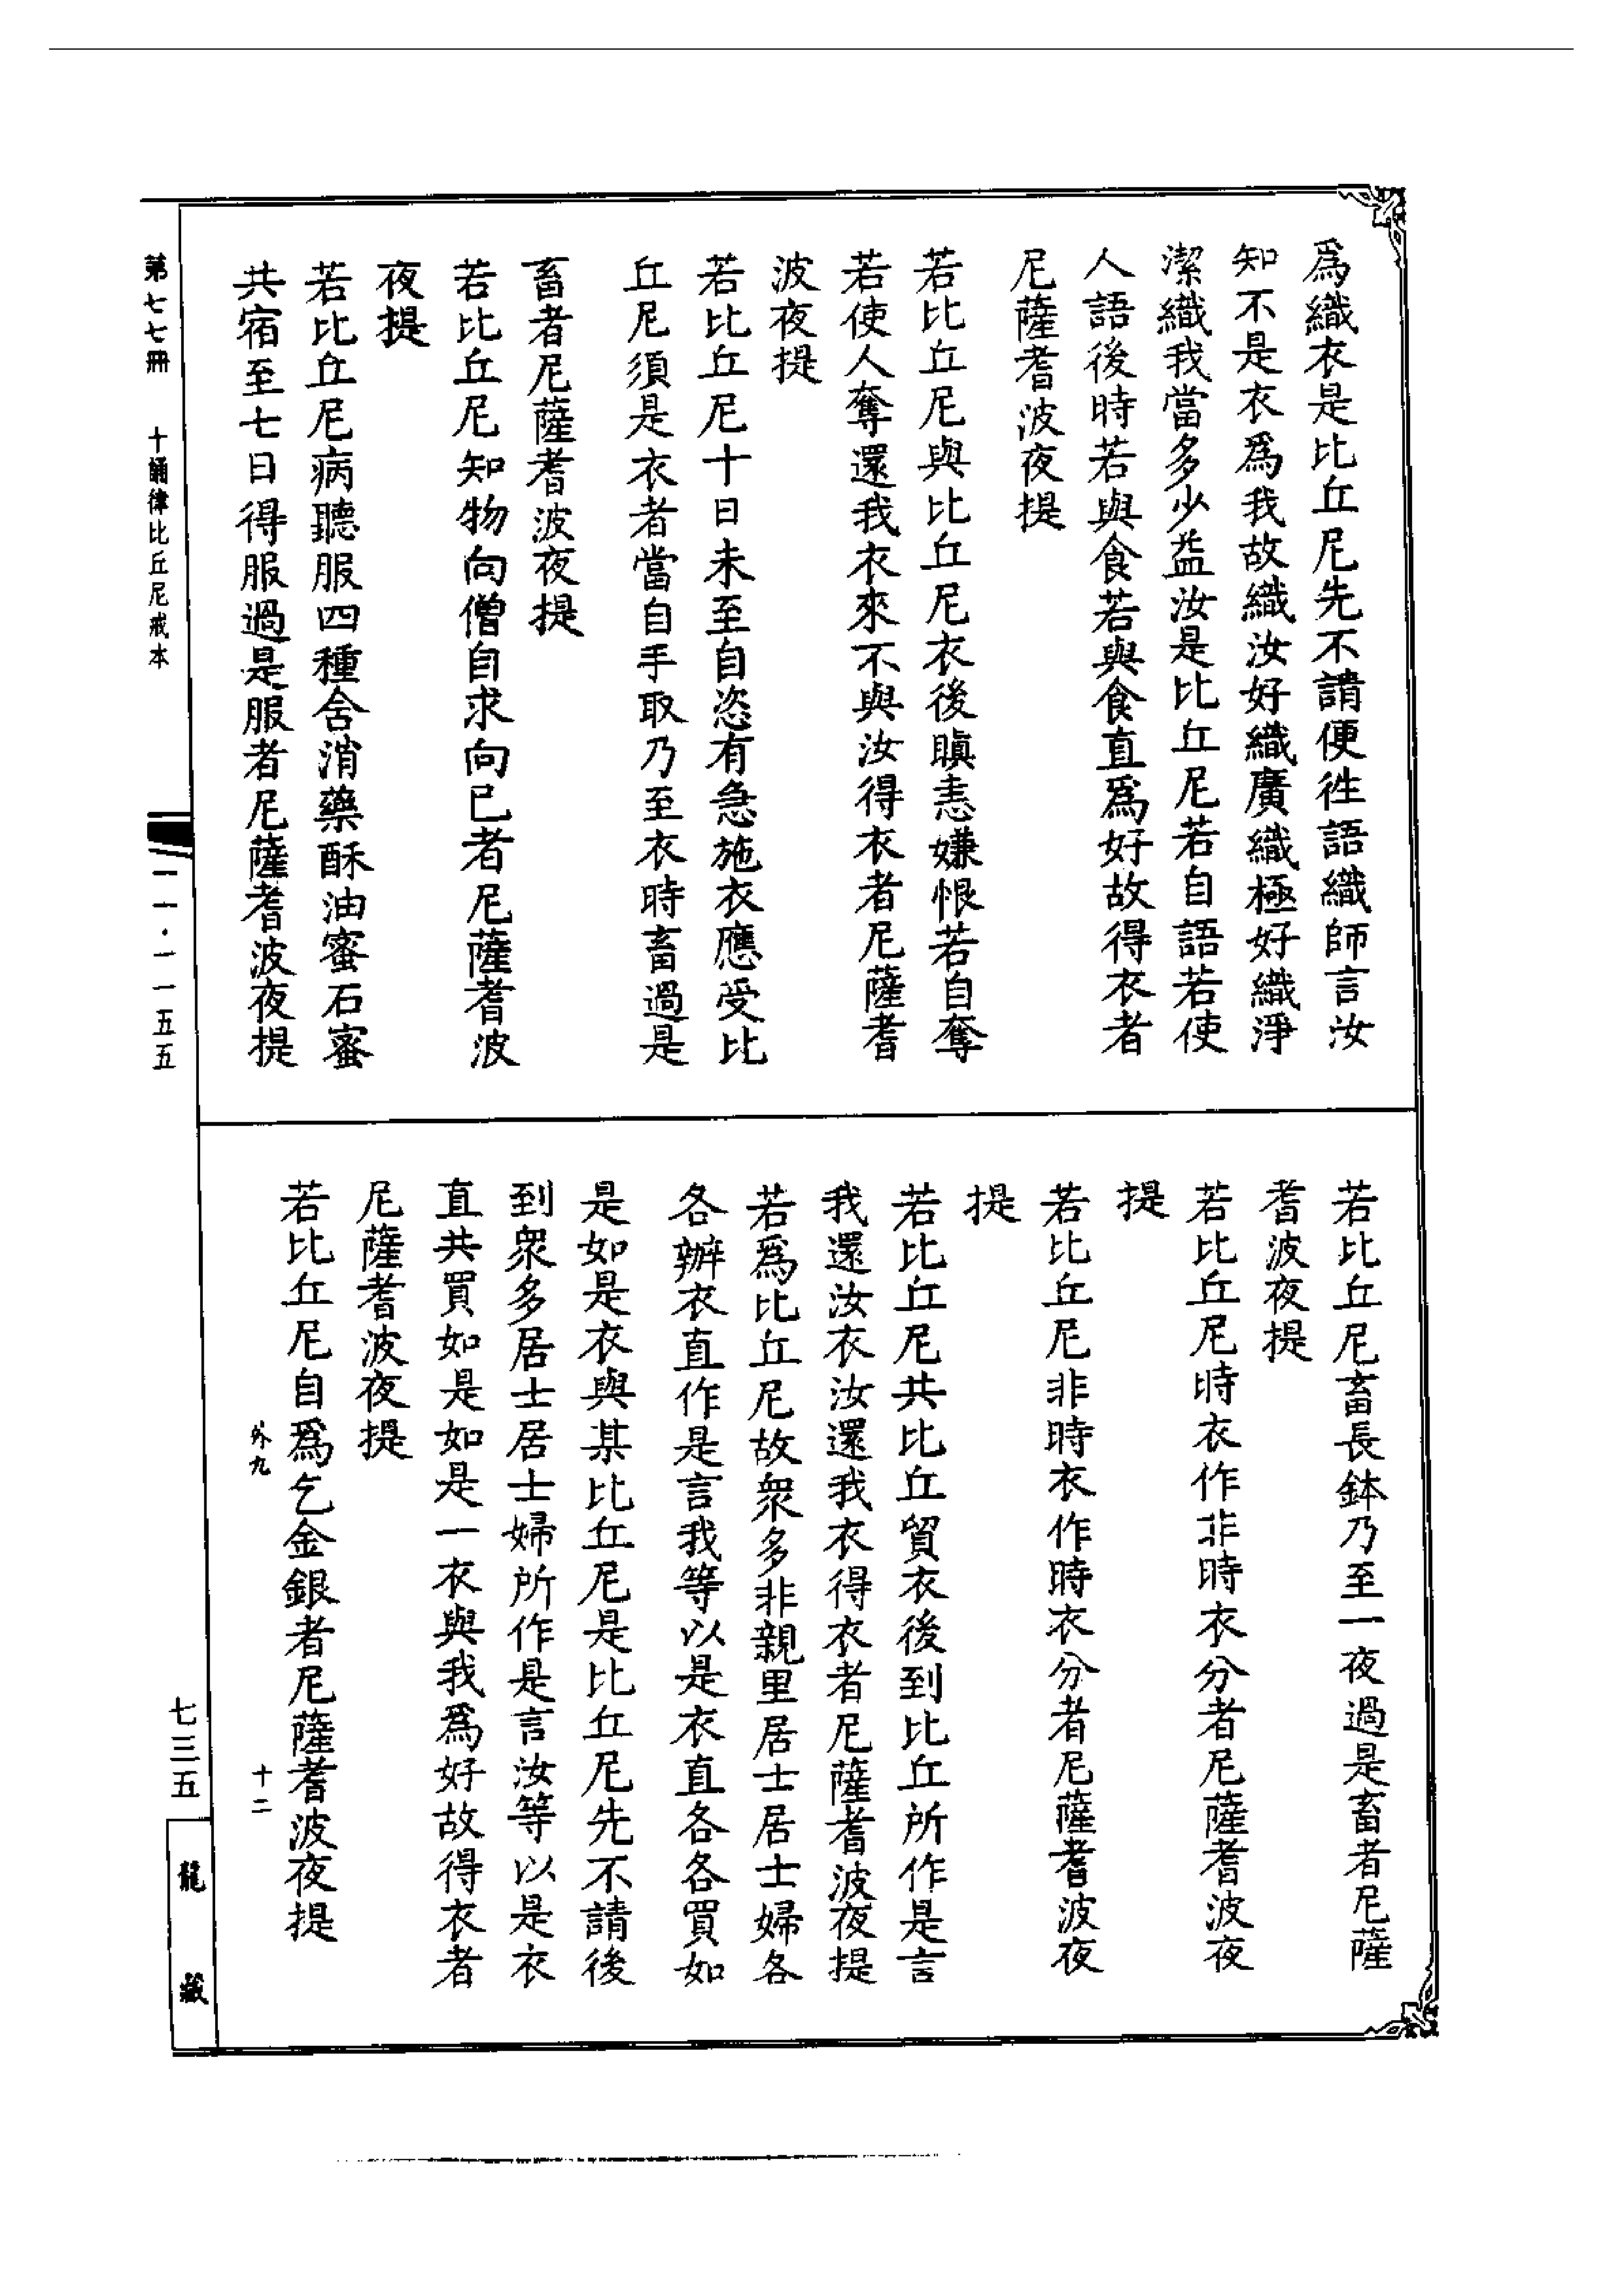 爲織衣是比丘尼先不請便徃語織師言汝
知不是衣爲我故織汝好織廣織極好織淨
潔織我當多少益汝是比丘尼若自語若使
人語後時若與食若與食直爲好故得衣者
尼薩耆波夜提
若比丘尼與比丘尼衣後瞋恚嫌恨若自奪
若使人奪還我衣來不與汝得衣者尼薩耆
波夜提
若比丘尼十日未至自恣有急施衣應受比
丘尼須是衣者當自手取乃至衣時畜過是
畜者尼薩耆波夜提
若比丘尼知物向僧自求向已者尼薩耆波
夜提
若比丘尼病聽服四種含消藥酥油蜜石蜜
共宿至七日得服過是服者尼薩耆波夜提
若比丘尼畜長鉢乃至一夜過是畜者尼薩
耆波夜提
若比丘尼時衣作非時衣分者尼薩耆波夜
提
若比丘尼非時衣作時衣分者尼薩耆波夜
提
若比丘尼共比丘貿衣後到比丘所作是言
我還汝衣汝還我衣得衣者尼薩耆波夜提
若爲比丘尼故衆多非親里居士居士婦各
各辦衣直作是言我等以是衣直各各買如
是如是衣與某比丘尼是比丘尼先不請後
到衆多居士居士婦所作是言汝等以是衣
直共買如是如是一衣與我爲好故得衣者
尼薩耆波夜提
若比丘尼自爲乞金銀者尼薩耆波夜提
外九 十二
第七七冊 十誦律比丘尼戒本 一一·一一五五
七三五
龍藏